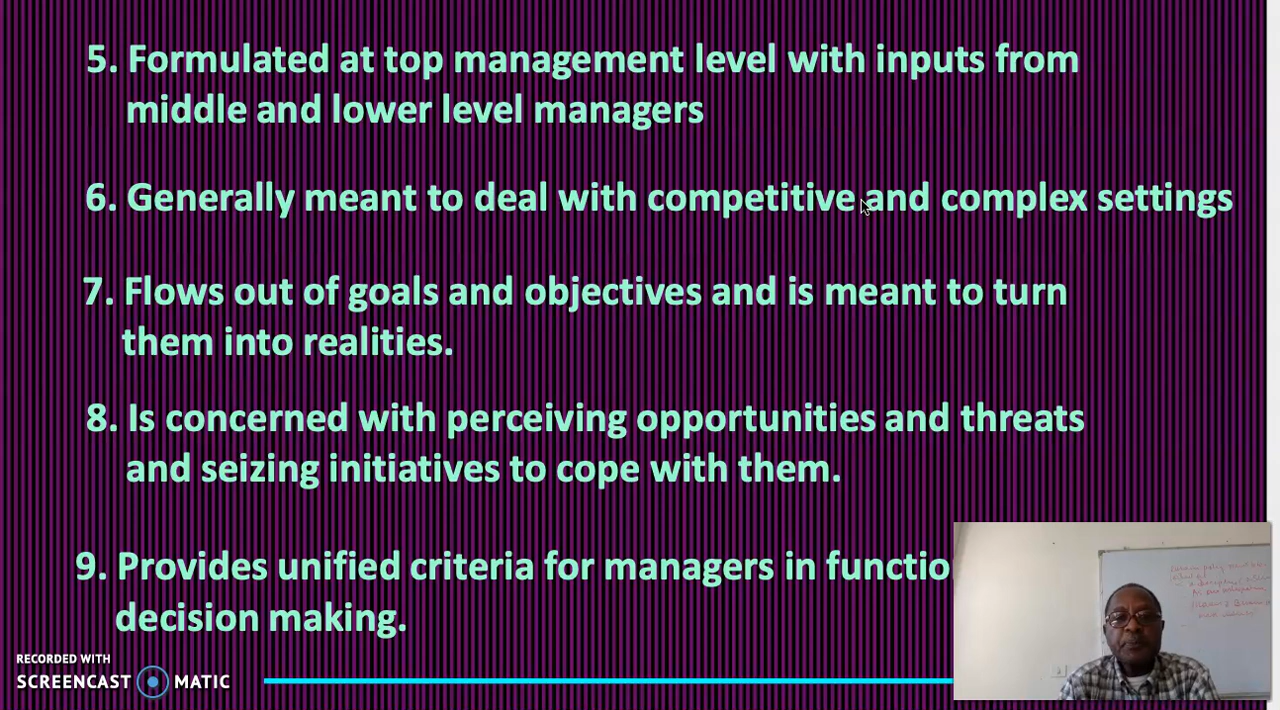 5. Formulated at top management level with inputs from
middle and lower level managers
6. Generally meant to deal with competitive and complex settings
7. Flows out of goals and objectives and is meant to turn
them into realities.
8. Is concerned with perceiving opportunities and threats
and seizing initiatives to cope with them.
9. Provides unified criteria for managers in functio
decision making.
RECORDED WITH
SCREENCAST MATIC